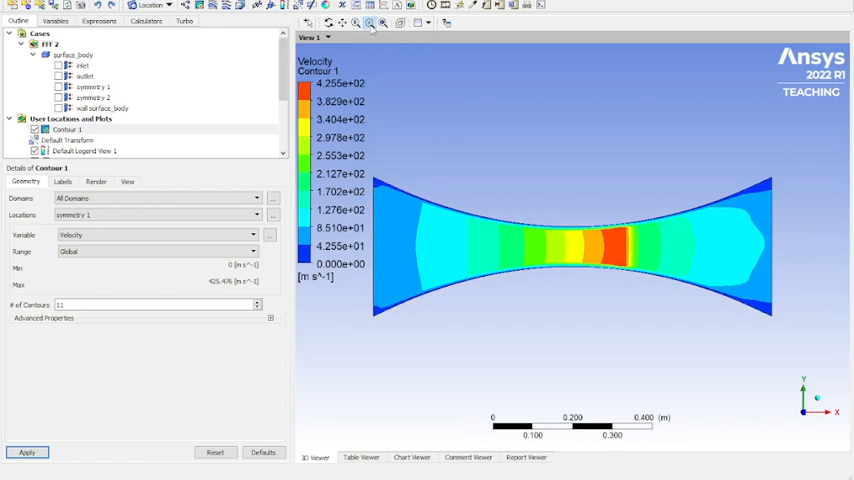 Location
Outline Variables Expressions Calculators Turbo
Cases
FFF 2
surface_body
inlet
outlet
symmetry 1
symmetry 2
wall surface_body
User Locations and Plots
Contour 1
Default Transform
Default Legend View 1
Details of Contour 1
Geometry Labels Render View
Domains All Domains ...
Locations symmetry 1 ...
Variable Velocity ...
Range Global
Min 0 [m s^-1]
Max 425.476 [m s^-1]
# of Contours 11
Advanced Properties
Apply Reset Defaults
View 1
Velocity
Contour 1
4.255e+02
3.829e+02
3.404e+02
2.978e+02
2.553e+02
2.127e+02
1.702e+02
1.276e+02
8.510e+01
4.255e+01
0.000e+00
[m s^-1]
Ansys
2022 R1
TEACHING
Y
X
0 0.200 0.400 (m)
0.100 0.300
3D Viewer Table Viewer Chart Viewer Comment Viewer Report Viewer